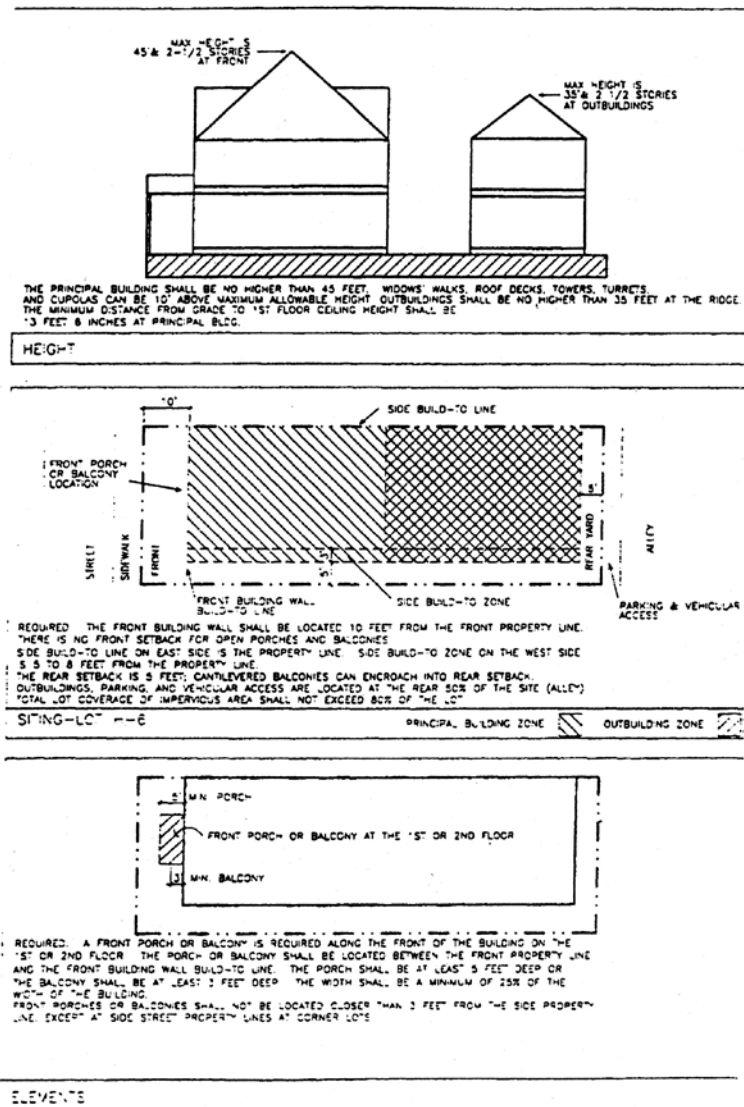 MAX HEIGHT IS
45'& 2-1/2 STORIES
AT FRONT
MAX HEIGHT IS
35'& 2 1/2 STORIES
AT OUTBUILDINGS
THE PRINCIPAL BUILDING SHALL BE NO HIGHER THAN 45 FEET. WIDOWS' WALKS, ROOF DECKS, TOWERS, TURRETS,
AND CUPOLAS CAN BE 10' ABOVE MAXIMUM ALLOWABLE HEIGHT OUTBUILDINGS SHALL BE NO HIGHER THAN 35 FEET AT THE RIDGE.
THE MINIMUM DISTANCE FROM GRADE TO 1ST FLOOR CEILING HEIGHT SHALL BE
13 FEET 6 INCHES AT PRINCIPAL BLDG.
HEIGHT
10'
SIDE BUILD-TO LINE
FRONT PORCH
OR BALCONY
LOCATION
STREET
SIDEWALK
FRONT
5'
3'
5'
REAR YARD
ALLEY
FRONT BUILDING WALL
BUILD-TO LINE
SIDE BUILD-TO ZONE
PARKING & VEHICULAR
ACCESS
REQUIRED THE FRONT BUILDING WALL SHALL BE LOCATED 10 FEET FROM THE FRONT PROPERTY LINE.
THERE IS NO FRONT SETBACK FOR OPEN PORCHES AND BALCONIES
SIDE BUILD-TO LINE ON EAST SIDE IS THE PROPERTY LINE. SIDE BUILD-TO ZONE ON THE WEST SIDE
IS 5 TO 8 FEET FROM THE PROPERTY LINE.
THE REAR SETBACK IS 5 FEET; CANTILEVERED BALCONIES CAN ENCROACH INTO REAR SETBACK.
OUTBUILDINGS, PARKING, AND VEHICULAR ACCESS ARE LOCATED AT THE REAR 50% OF THE SITE (ALLEY)
TOTAL LOT COVERAGE OF IMPERVIOUS AREA SHALL NOT EXCEED 80% OF THE LOT
SITING-LOT
PRINCIPAL BUILDING ZONE
OUTBUILDING ZONE
5' MIN. PORCH
FRONT PORCH OR BALCONY AT THE 1ST OR 2ND FLOOR
3' MIN. BALCONY
REQUIRED. A FRONT PORCH OR BALCONY IS REQUIRED ALONG THE FRONT OF THE BUILDING ON THE
1ST OR 2ND FLOOR THE PORCH OR BALCONY SHALL BE LOCATED BETWEEN THE FRONT PROPERTY LINE
AND THE FRONT BUILDING WALL BUILD-TO LINE. THE PORCH SHALL BE AT LEAST 5 FEET DEEP OR
THE BALCONY SHALL BE AT LEAST 3 FEET DEEP THE WIDTH SHALL BE A MINIMUM OF 25% OF THE
WIDTH OF THE BUILDING.
FRONT PORCHES OR BALCONIES SHALL NOT BE LOCATED CLOSER THAN 3 FEET FROM THE SIDE PROPERTY
LINE, EXCEPT AT SIDE STREET PROPERTY LINES AT CORNER LOTS
ELEMENTS